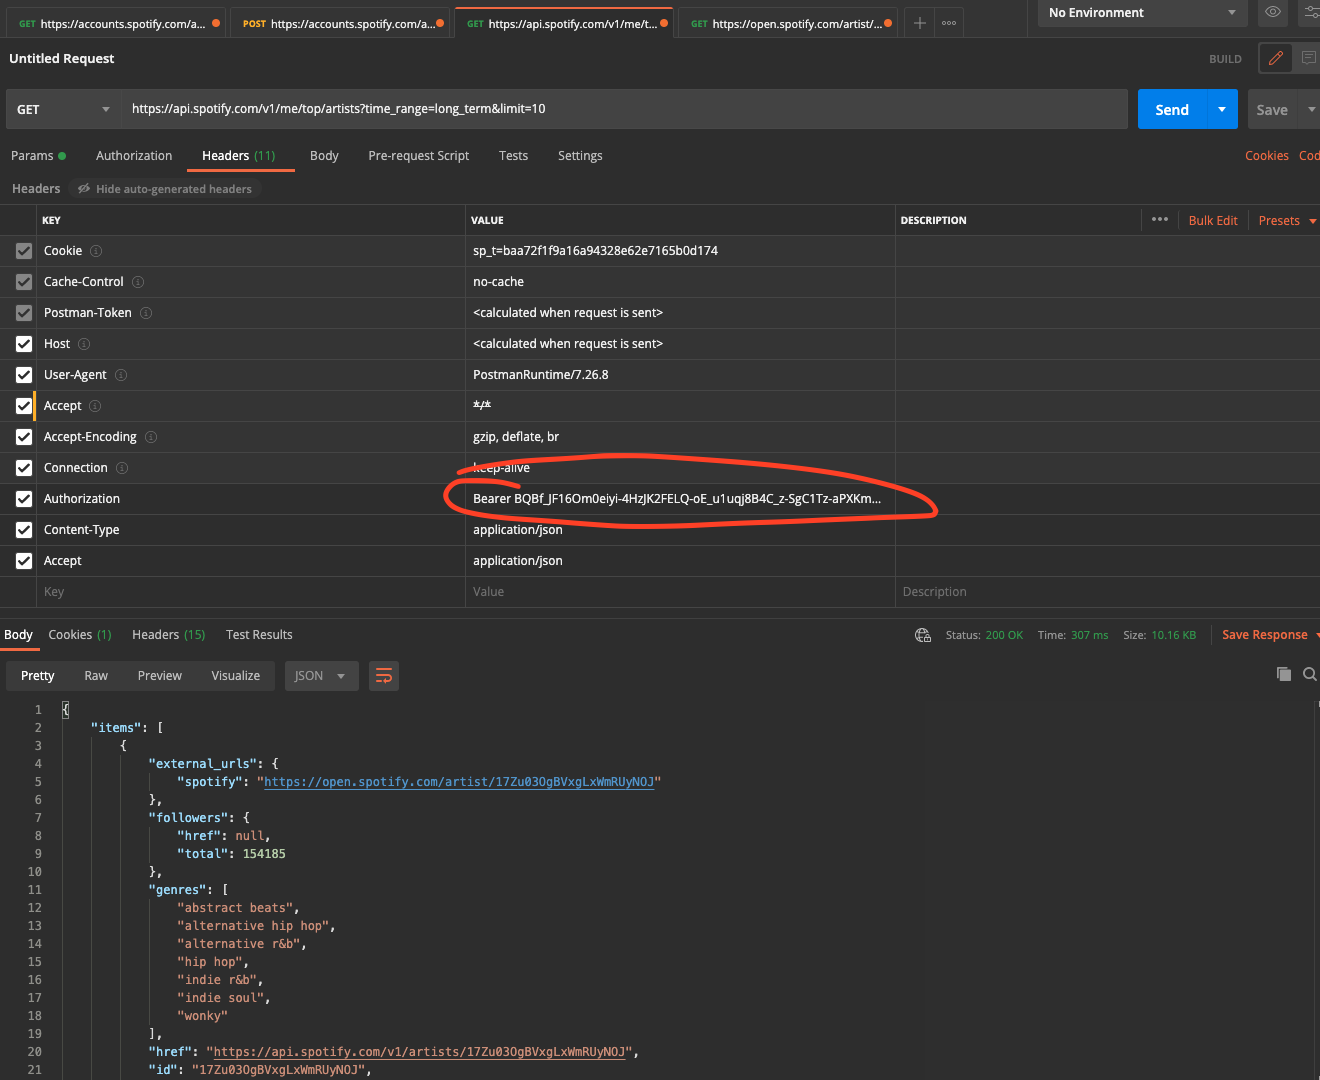 GET https://accounts.spotify.com/a...
POST https://accounts.spotify.com/a...
GET https://api.spotify.com/v1/me/t...
GET https://open.spotify.com/artist/...
No Environment
Untitled Request
BUILD
GET https://api.spotify.com/v1/me/top/artists?time_range=long_term&limit=10
Send
Save
Params
Authorization
Headers (11)
Body
Pre-request Script
Tests
Settings
Cookies
Cod
Headers
Hide auto-generated headers
KEY VALUE DESCRIPTION
Bulk Edit
Presets
Cookie sp_t=baa72f1f9a16a94328e62e7165b0d174
Cache-Control no-cache
Postman-Token <calculated when request is sent>
Host <calculated when request is sent>
User-Agent PostmanRuntime/7.26.8
Accept */*
Accept-Encoding gzip, deflate, br
Connection keep-alive
Authorization Bearer BQBf_JF16Om0eiyi-4HzJK2FELQ-oE_u1uqj8B4C_z-SgC1Tz-aPXKm...
Content-Type application/json
Accept application/json
Key Value Description
Body
Cookies (1)
Headers (15)
Test Results
Status: 200 OK
Time: 307 ms
Size: 10.16 KB
Save Response
Pretty
Raw
Preview
Visualize
JSON
1 {
2 "items": [
3 {
4 "external_urls": {
5 "spotify": "https://open.spotify.com/artist/17Zu03OgBVxgLxWmRUyNOJ"
6 },
7 "followers": {
8 "href": null,
9 "total": 154185
10 },
11 "genres": [
12 "abstract beats",
13 "alternative hip hop",
14 "alternative r&b",
15 "hip hop",
16 "indie r&b",
17 "indie soul",
18 "wonky"
19 ],
20 "href": "https://api.spotify.com/v1/artists/17Zu03OgBVxgLxWmRUyNOJ",
21 "id": "17Zu03OgBVxgLxWmRUyNOJ",